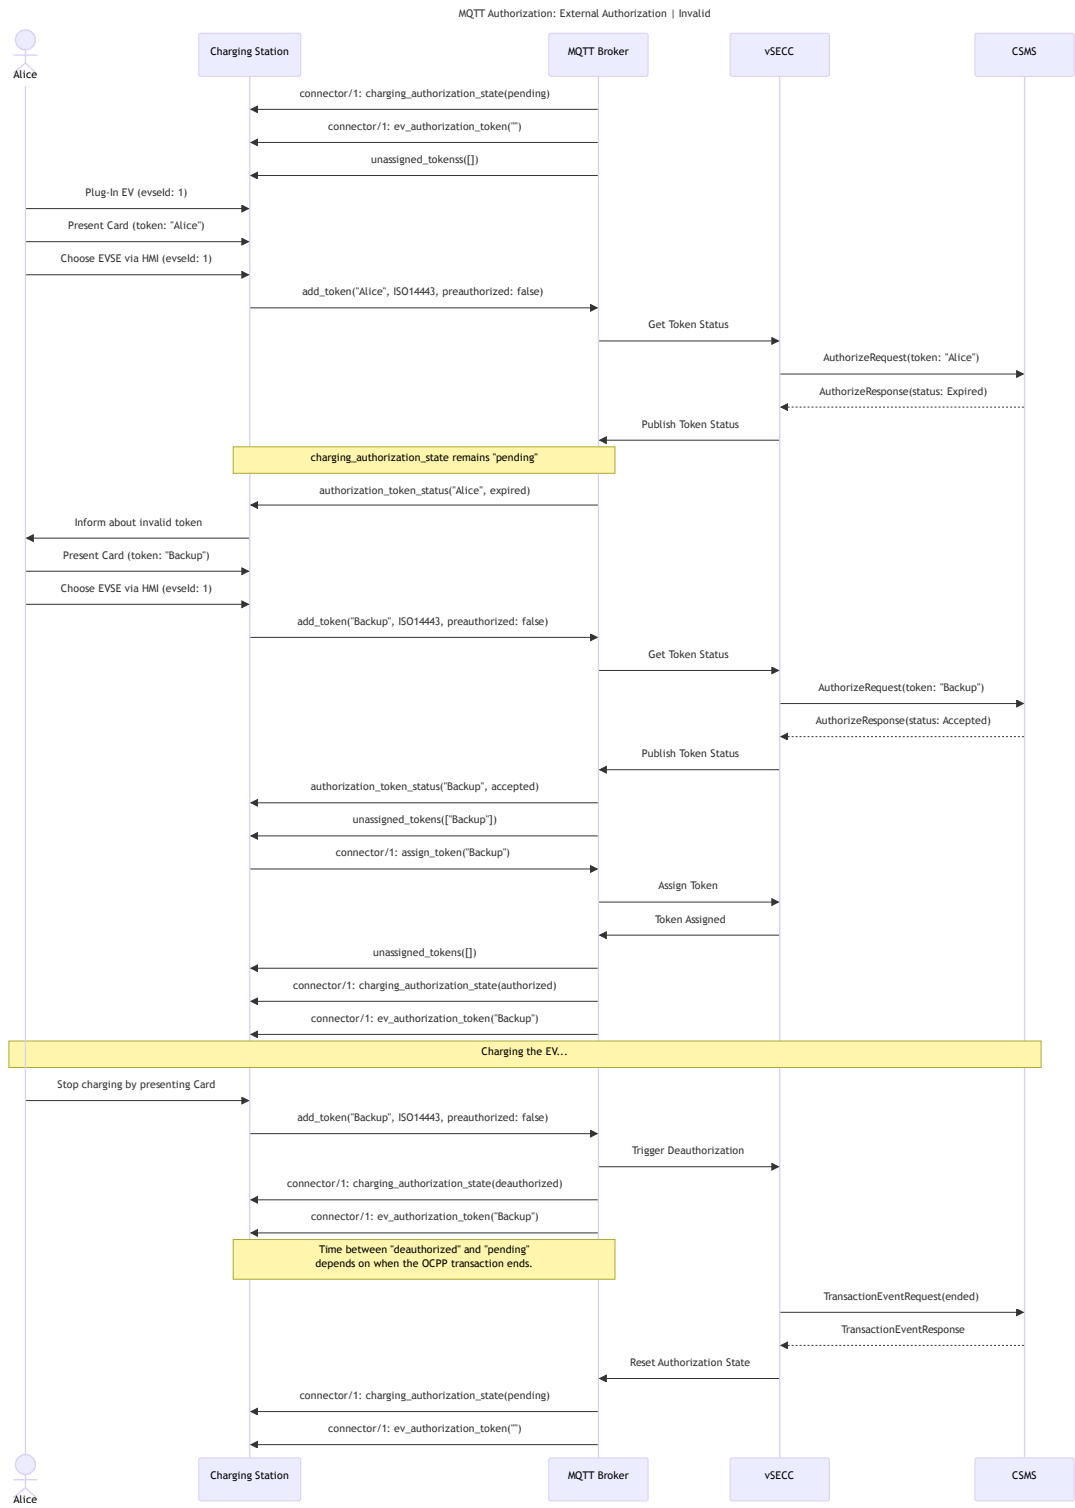 MQTT Authorization: External Authorization | Invalid
Alice
Charging Station
MQTT Broker
vSECC
CSMS
connector/1: charging_authorization_state(pending)
connector/1: ev_authorization_token("")
unassigned_tokenss([])
Plug-In EV (evseId: 1)
Present Card (token: "Alice")
Choose EVSE via HMI (evseId: 1)
add_token("Alice", ISO14443, preauthorized: false)
Get Token Status
AuthorizeRequest(token: "Alice")
AuthorizeResponse(status: Expired)
Publish Token Status
charging_authorization_state remains "pending"
authorization_token_status("Alice", expired)
Inform about invalid token
Present Card (token: "Backup")
Choose EVSE via HMI (evseId: 1)
add_token("Backup", ISO14443, preauthorized: false)
Get Token Status
AuthorizeRequest(token: "Backup")
AuthorizeResponse(status: Accepted)
Publish Token Status
authorization_token_status("Backup", accepted)
unassigned_tokens(["Backup"])
connector/1: assign_token("Backup")
Assign Token
Token Assigned
unassigned_tokens([])
connector/1: charging_authorization_state(authorized)
connector/1: ev_authorization_token("Backup")
Charging the EV...
Stop charging by presenting Card
add_token("Backup", ISO14443, preauthorized: false)
Trigger Deauthorization
connector/1: charging_authorization_state(deauthorized)
connector/1: ev_authorization_token("Backup")
Time between "deauthorized" and "pending"
depends on when the OCPP transaction ends.
TransactionEventRequest(ended)
TransactionEventResponse
Reset Authorization State
connector/1: charging_authorization_state(pending)
connector/1: ev_authorization_token("")
Alice
Charging Station
MQTT Broker
vSECC
CSMS